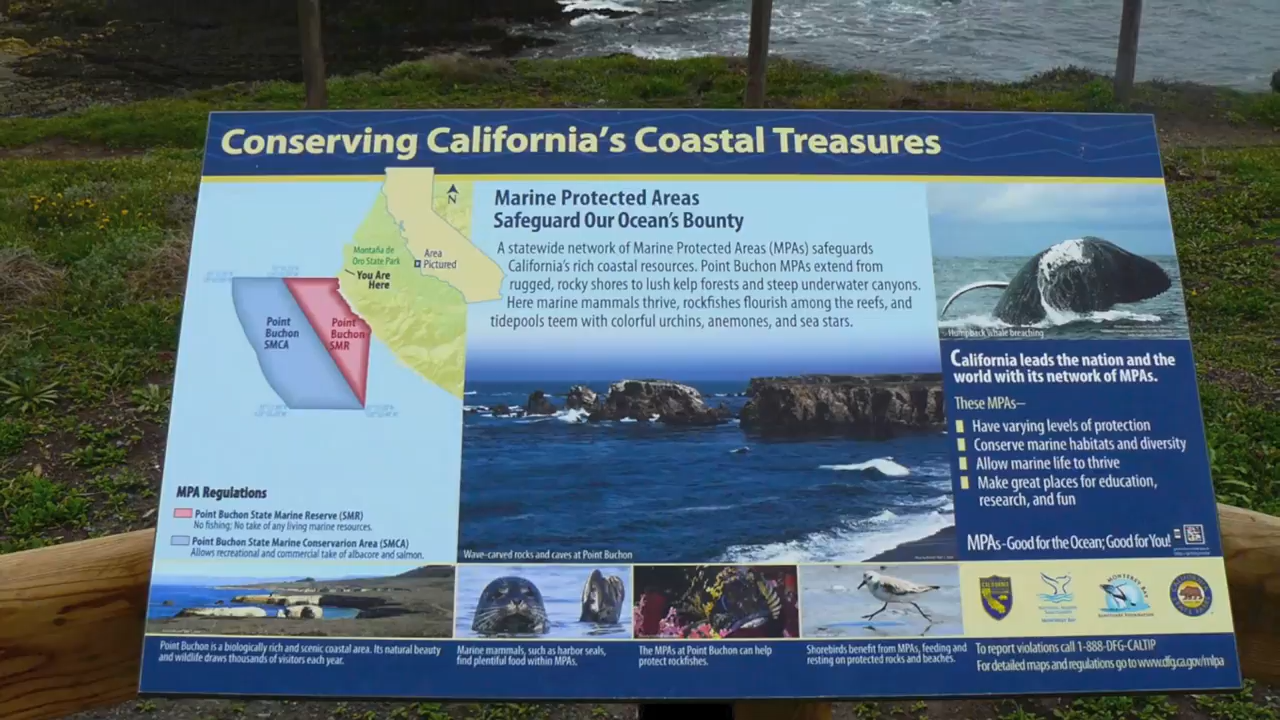 Conserving California's Coastal Treasures
N
Montaña de
Oro State Park
You Are
Here
Area
Pictured
Point
Buchon
SMCA
Point
Buchon
SMR
MPA Regulations
Point Buchon State Marine Reserve (SMR)
No fishing; No take of any living marine resources.
Point Buchon State Marine Conservarion Area (SMCA)
Allows recreational and commercial take of albacore and salmon.
Marine Protected Areas
Safeguard Our Ocean's Bounty
A statewide network of Marine Protected Areas (MPAs) safeguards
California's rich coastal resources. Point Buchon MPAs extend from
rugged, rocky shores to lush kelp forests and steep underwater canyons.
Here marine mammals thrive, rockfishes flourish among the reefs, and
tidepools teem with colorful urchins, anemones, and sea stars.
Wave-carved rocks and caves at Point Buchon
Humpback whale breaching
California leads the nation and the
world with its network of MPAs.
These MPAs—
Have varying levels of protection
Conserve marine habitats and diversity
Allow marine life to thrive
Make great places for education,
research, and fun
MPAs-Good for the Ocean; Good for You!
Point Buchon is a biologically rich and scenic coastal area. Its natural beauty
and wildlife draws thousands of visitors each year.
Marine mammals, such as harbor seals,
find plentiful food within MPAs.
The MPAs at Point Buchon can help
protect rockfishes.
Shorebirds benefit from MPAs, feeding and
resting on protected rocks and beaches.
CALIFORNIA
MONTEREY BAY
To report violations call 1-888-DFG-CALTIP
For detailed maps and regulations go to www.dfg.ca.gov/mlpa